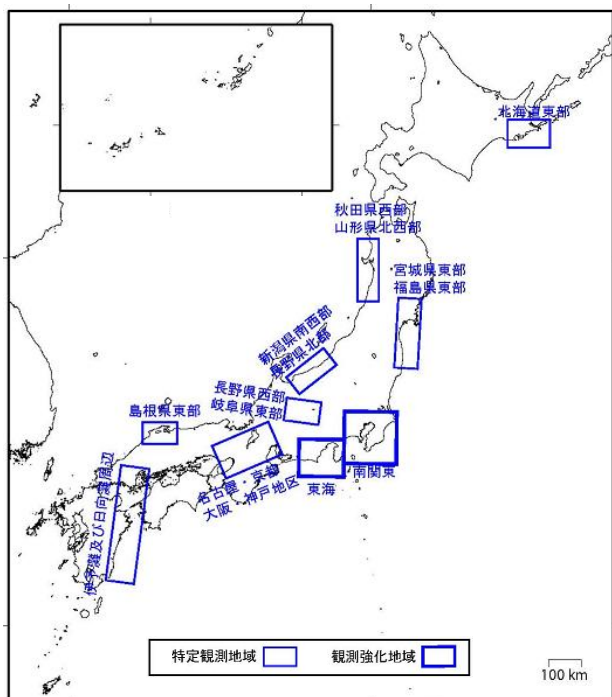 北海道東部
秋田県西部
山形県北西部
宮城県東部
福島県東部
新潟県南西部
長野県北部
長野県西部
岐阜県東部
島根県東部
名古屋・京都
大阪・神戸地区
東海
南関東
伊予灘及び日向灘周辺
特定観測地域
観測強化地域
100 km